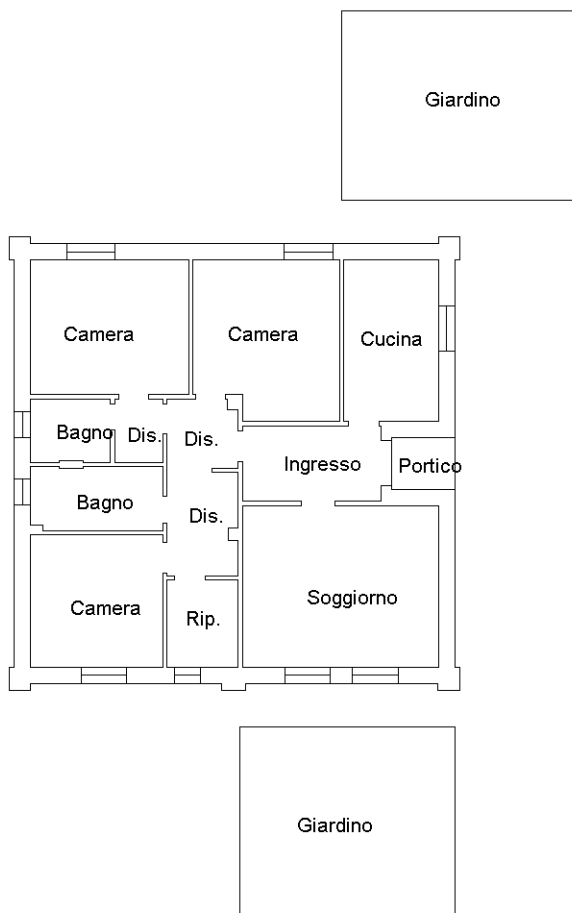 Giardino
Camera
Camera
Cucina
Bagno
Dis.
Dis.
Ingresso
Portico
Bagno
Dis.
Camera
Rip.
Soggiorno
Giardino